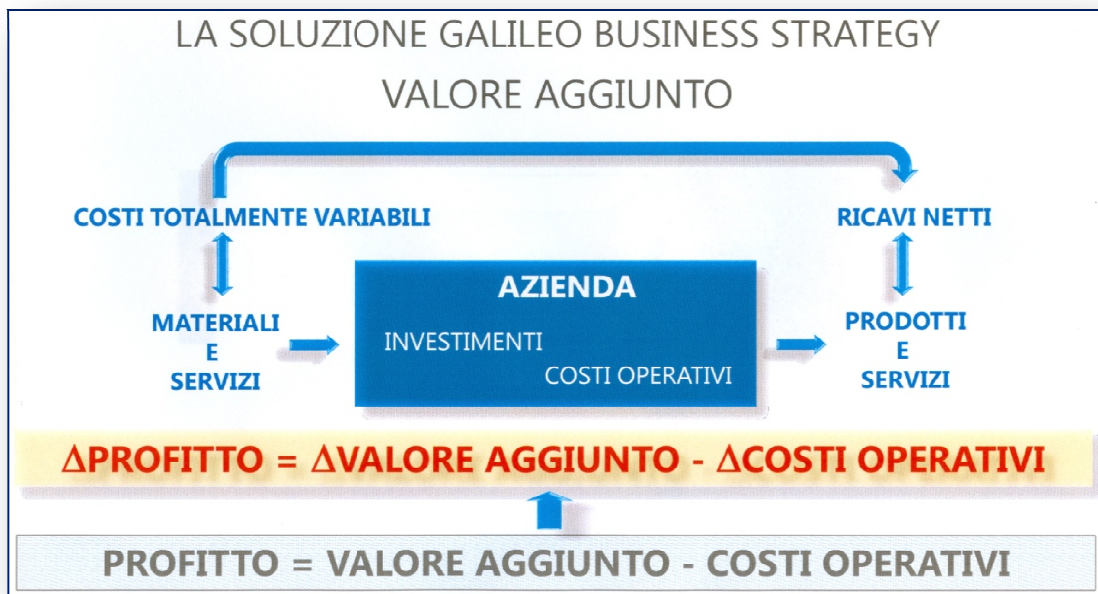 LA SOLUZIONE GALILEO BUSINESS STRATEGY
VALORE AGGIUNTO
COSTI TOTALMENTE VARIABILI
RICAVI NETTI
AZIENDA
INVESTIMENTI
COSTI OPERATIVI
MATERIALI
E
SERVIZI
PRODOTTI
E
SERVIZI
ΔPROFITTO = ΔVALORE AGGIUNTO - ΔCOSTI OPERATIVI
PROFITTO = VALORE AGGIUNTO - COSTI OPERATIVI